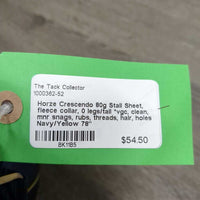 The Tack Collector
1000362-52
Horze Crescendo 80g Stall Sheet,
fleece collar, 0 legs/tail *vgc, clean,
mnr snags, rubs, threads, hair, holes
Navy/Yellow 78"
$54.50
BK11B5